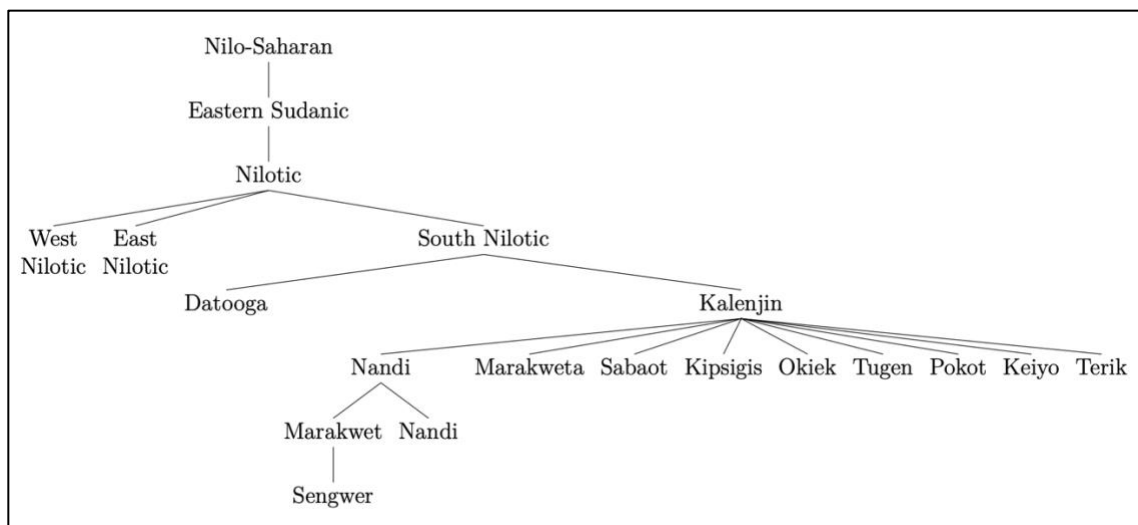 Nilo-Saharan
Eastern Sudanic
Nilotic
West Nilotic
East Nilotic
South Nilotic
Datooga
Kalenjin
Nandi
Marakweta
Sabaot
Kipsigis
Okiek
Tugen
Pokot
Keiyo
Terik
Marakwet
Nandi
Sengwer